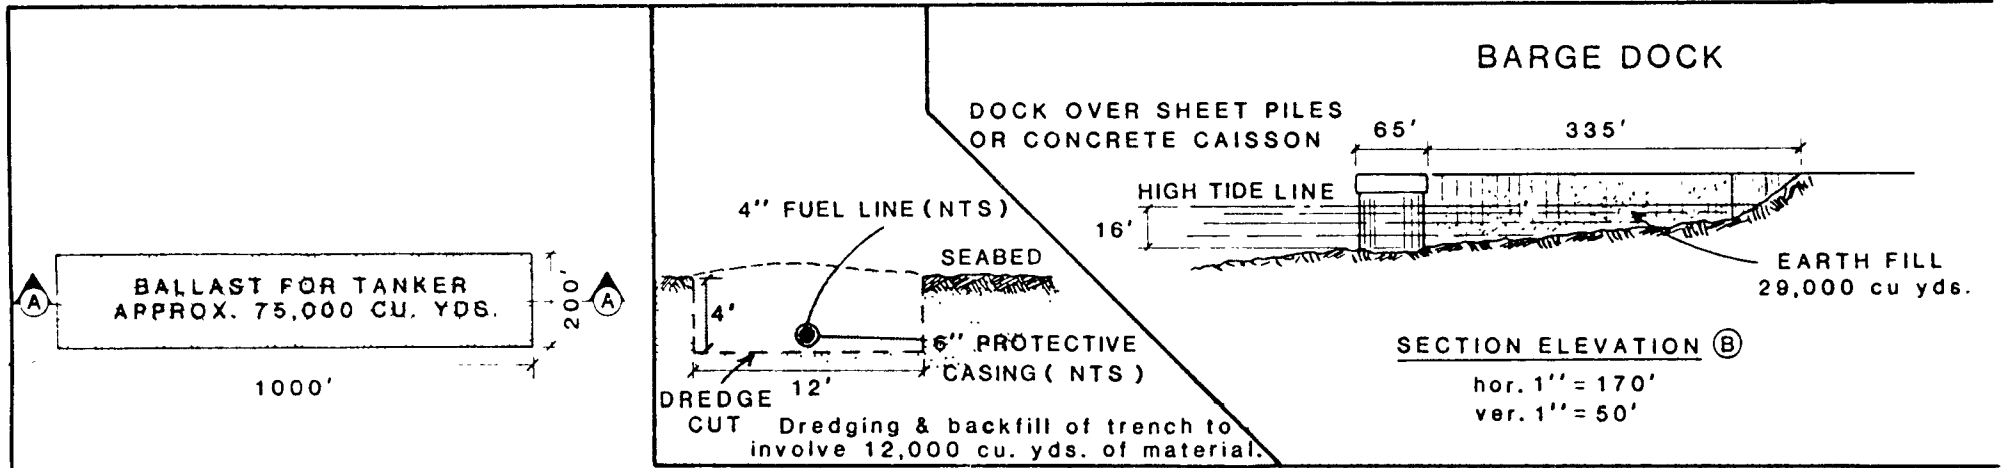 A
BALLAST FOR TANKER
APPROX. 75,000 CU. YDS.
200'
A
1000'
4'' FUEL LINE (NTS)
SEABED
4'
6'' PROTECTIVE
CASING ( NTS )
12'
DREDGE
CUT
Dredging & backfill of trench to
involve 12,000 cu. yds. of material.
BARGE DOCK
DOCK OVER SHEET PILES
OR CONCRETE CAISSON
65'
335'
HIGH TIDE LINE
16'
EARTH FILL
29,000 cu yds.
SECTION ELEVATION B
hor. 1'' = 170'
ver. 1'' = 50'